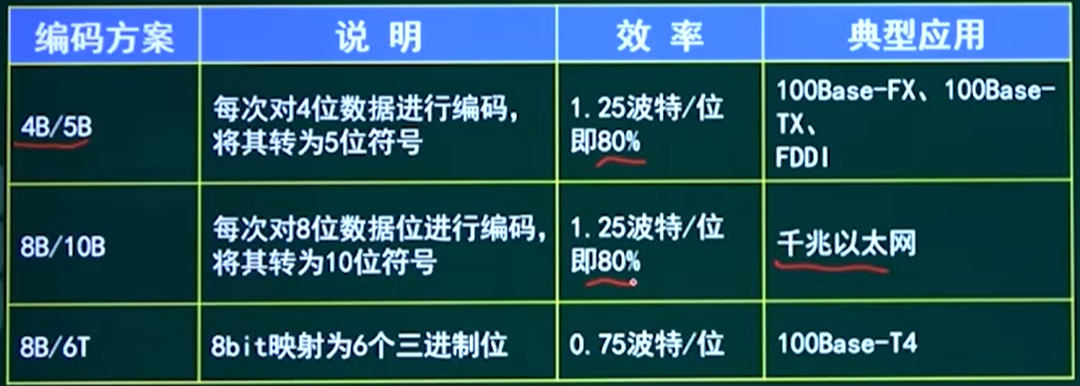 编码方案 说 明 效 率 典型应用
4B/5B
每次对4位数据进行编码，
将其转为5位符号
1.25波特/位
即80%
100Base-FX、100Base-
TX、
FDDI
8B/10B
每次对8位数据位进行编码，
将其转为10位符号
1.25波特/位
即80%
千兆以太网
8B/6T
8bit映射为6个三进制位
0.75波特/位
100Base-T4